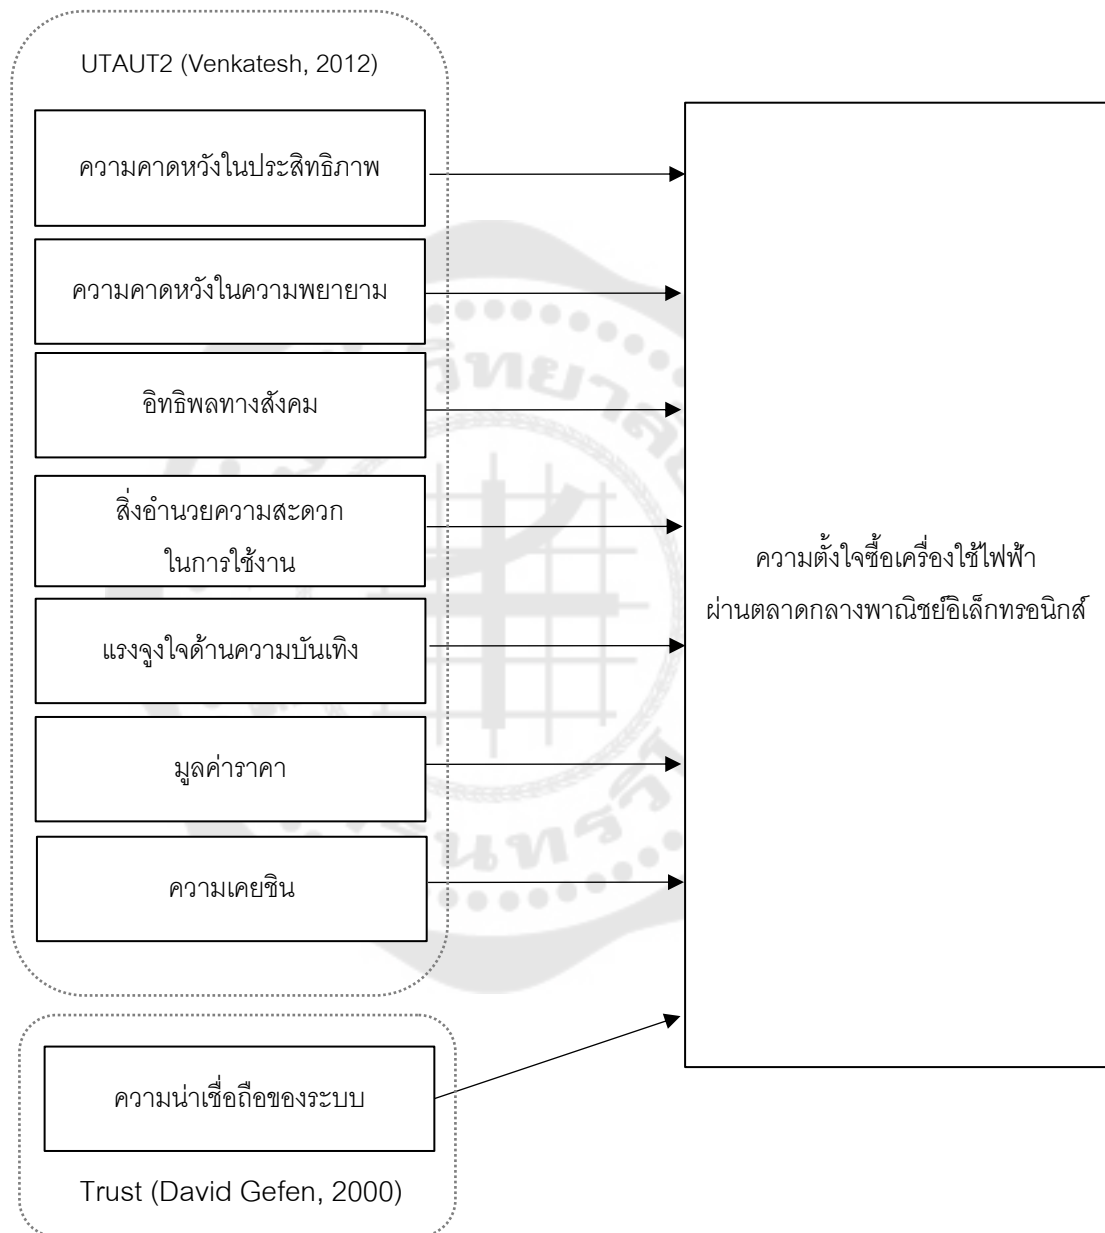 UTAUT2 (Venkatesh, 2012)
ความคาดหวังในประสิทธิภาพ
ความคาดหวังในความพยายาม
อิทธิพลทางสังคม
สิ่งอำนวยความสะดวก
ในการใช้งาน
แรงจูงใจด้านความบันเทิง
มูลค่าราคา
ความเคยชิน
ความตั้งใจซื้อเครื่องใช้ไฟฟ้า
ผ่านตลาดกลางพาณิชย์อิเล็กทรอนิกส์
ความน่าเชื่อถือของระบบ
Trust (David Gefen, 2000)